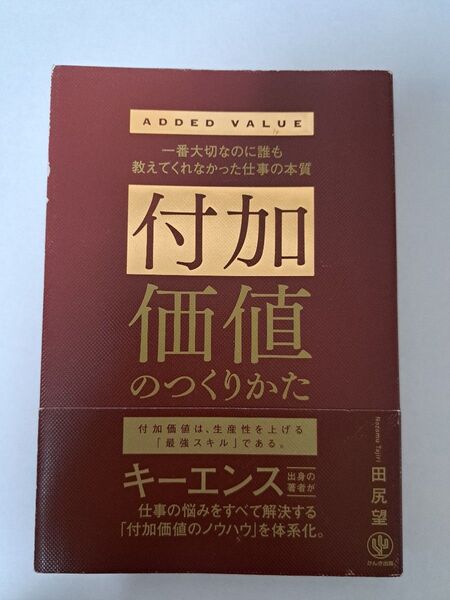 ADDED VALUE
一番大切なのに誰も
教えてくれなかった仕事の本質
付加
価値
のつくりかた
付加価値は、生産性を上げる
「最強スキル」である。
キーエンス出身の著者が
仕事の悩みをすべて解決する
「付加価値のノウハウ」を体系化。
Nozomu Tajiri
田尻望
かんき出版